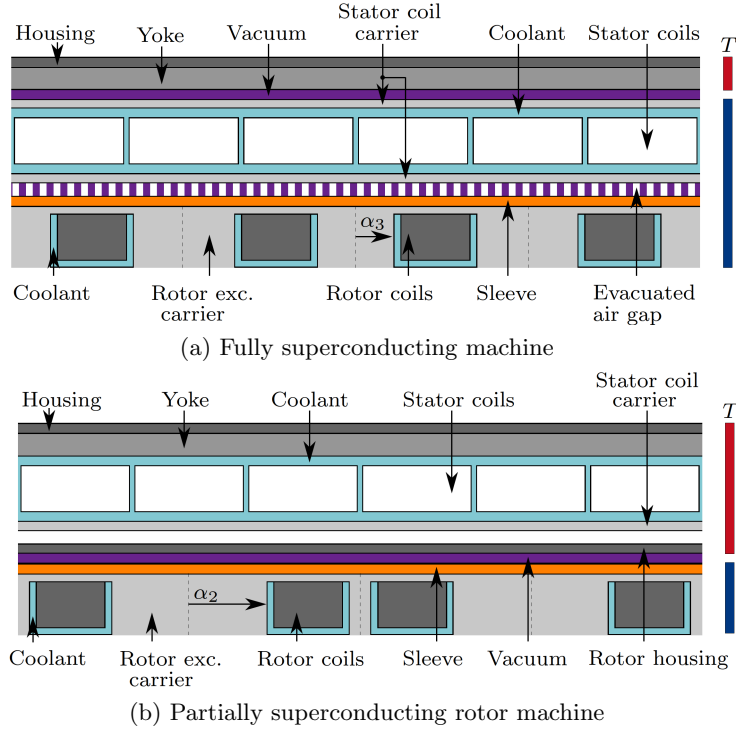 Housing
Yoke
Vacuum
Stator coil
carrier
Coolant
Stator coils
T
α3
Coolant
Rotor exc.
carrier
Rotor coils
Sleeve
Evacuated
air gap
(a) Fully superconducting machine
Housing
Yoke
Coolant
Stator coils
Stator coil
carrier
T
α2
Coolant
Rotor exc.
carrier
Rotor coils
Sleeve
Vacuum
Rotor housing
(b) Partially superconducting rotor machine